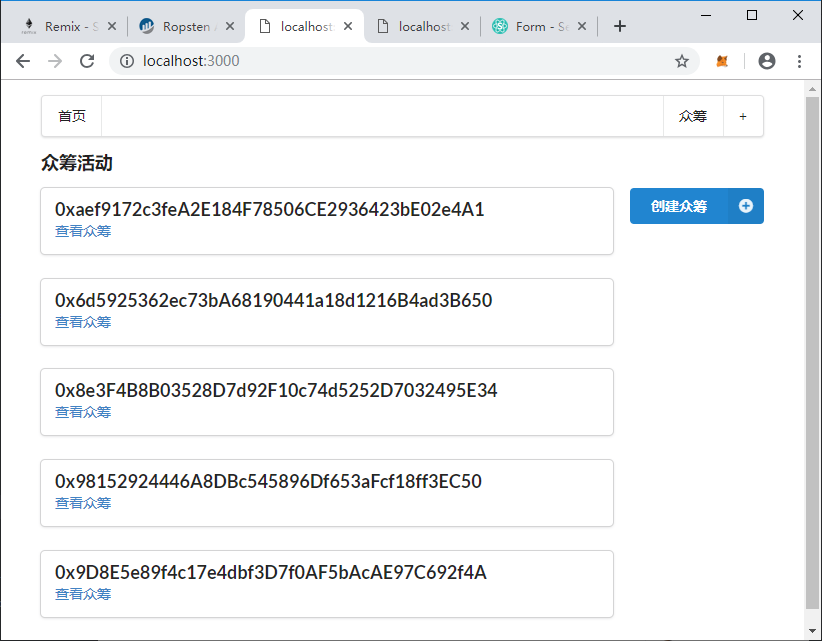 Remix - S
Ropsten
localhost:
localhost:
Form - Se
localhost:3000
首页
众筹
+
众筹活动
0xaef9172c3feA2E184F78506CE2936423bE02e4A1
查看众筹
创建众筹
0x6d5925362ec73bA68190441a18d1216B4ad3B650
查看众筹
0x8e3F4B8B03528D7d92F10c74d5252D7032495E34
查看众筹
0x98152924446A8DBc545896Df653aFcf18ff3EC50
查看众筹
0x9D8E5e89f4c17e4dbf3D7f0AF5bAcAE97C692f4A
查看众筹